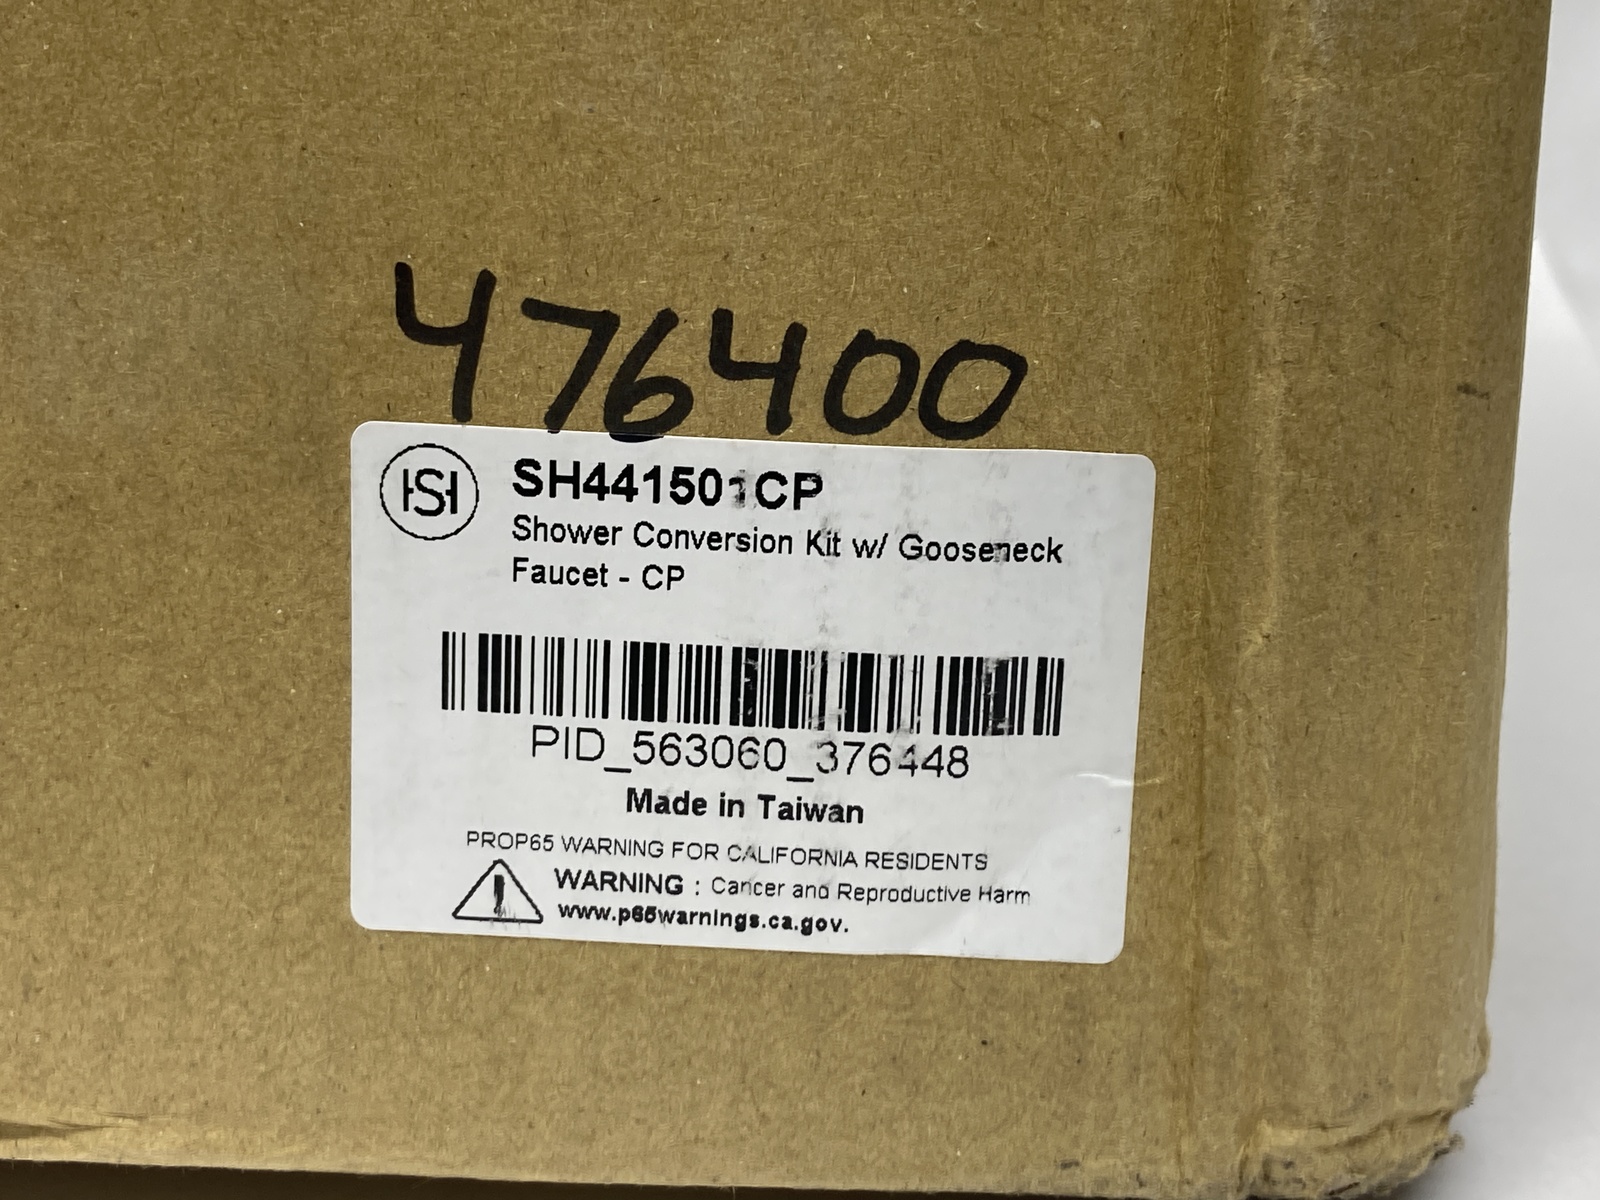 476400
HSH
SH441501CP
Shower Conversion Kit w/ Gooseneck
Faucet - CP
PID_563060_376448
Made in Taiwan
PROP65 WARNING FOR CALIFORNIA RESIDENTS
WARNING : Cancer and Reproductive Harm
www.p65warnings.ca.gov.